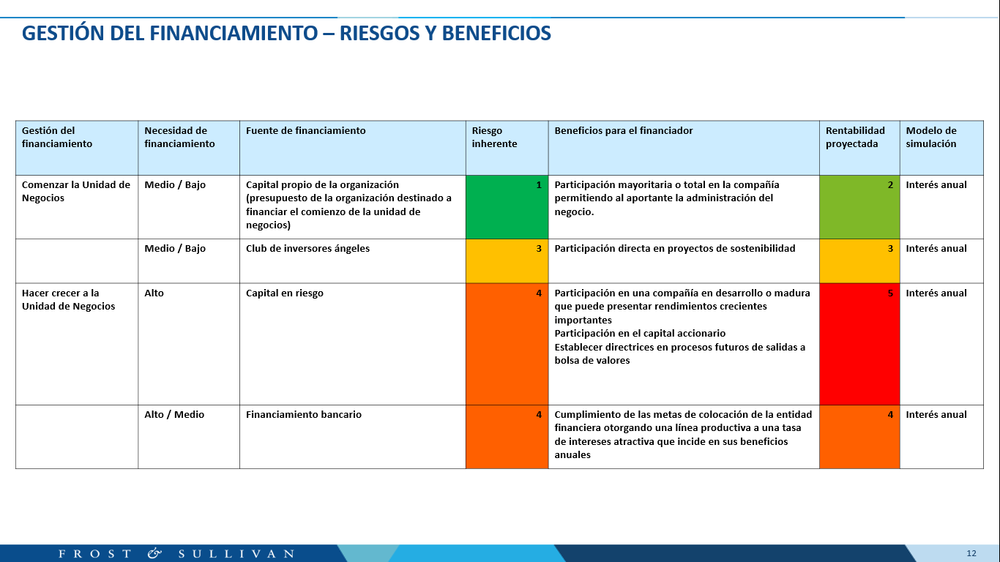 GESTIÓN DEL FINANCIAMIENTO – RIESGOS Y BENEFICIOS
Gestión del
financiamiento
Necesidad de
financiamiento
Fuente de financiamiento
Riesgo
inherente
Beneficios para el financiador
Rentabilidad
proyectada
Modelo de
simulación
Comenzar la Unidad de
Negocios
Medio / Bajo
Capital propio de la organización
(presupuesto de la organización destinado a
financiar el comienzo de la unidad de
negocios)
1
Participación mayoritaria o total en la compañía
permitiendo al aportante la administración del
negocio.
2
Interés anual
Medio / Bajo
Club de inversores ángeles
3
Participación directa en proyectos de sostenibilidad
3
Interés anual
Hacer crecer a la
Unidad de Negocios
Alto
Capital en riesgo
4
Participación en una compañía en desarrollo o madura
que puede presentar rendimientos crecientes
importantes
Participación en el capital accionario
Establecer directrices en procesos futuros de salidas a
bolsa de valores
5
Interés anual
Alto / Medio
Financiamiento bancario
4
Cumplimiento de las metas de colocación de la entidad
financiera otorgando una línea productiva a una tasa
de intereses atractiva que incide en sus beneficios
anuales
4
Interés anual
FROST & SULLIVAN
12